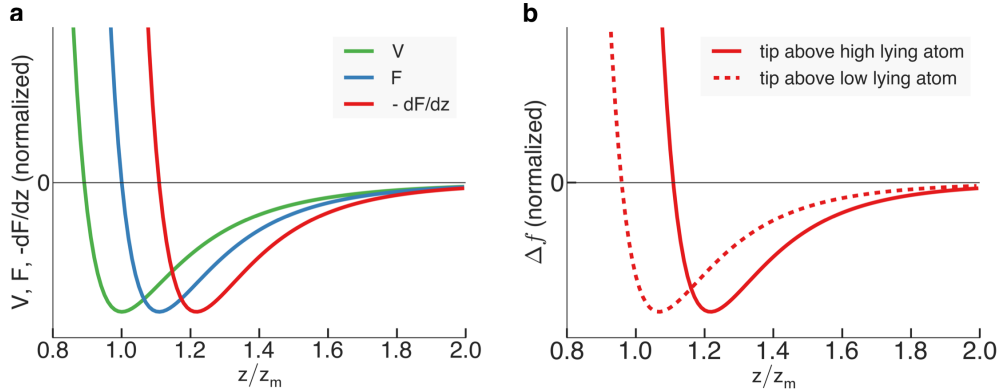 a
V, F, -dF/dz (normalized)
V
F
- dF/dz
0
0.8 1.0 1.2 1.4 1.6 1.8 2.0
z/zm
b
Δf (normalized)
tip above high lying atom
tip above low lying atom
0
0.8 1.0 1.2 1.4 1.6 1.8 2.0
z/zm